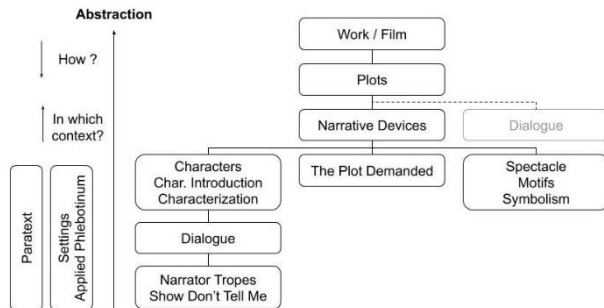 Abstraction
How ?
In which
context?
Work / Film
Plots
Narrative Devices
Dialogue
Characters
Char. Introduction
Characterization
The Plot Demanded
Spectacle
Motifs
Symbolism
Dialogue
Narrator Tropes
Show Don't Tell Me
Paratext
Settings
Applied Phlebotinum